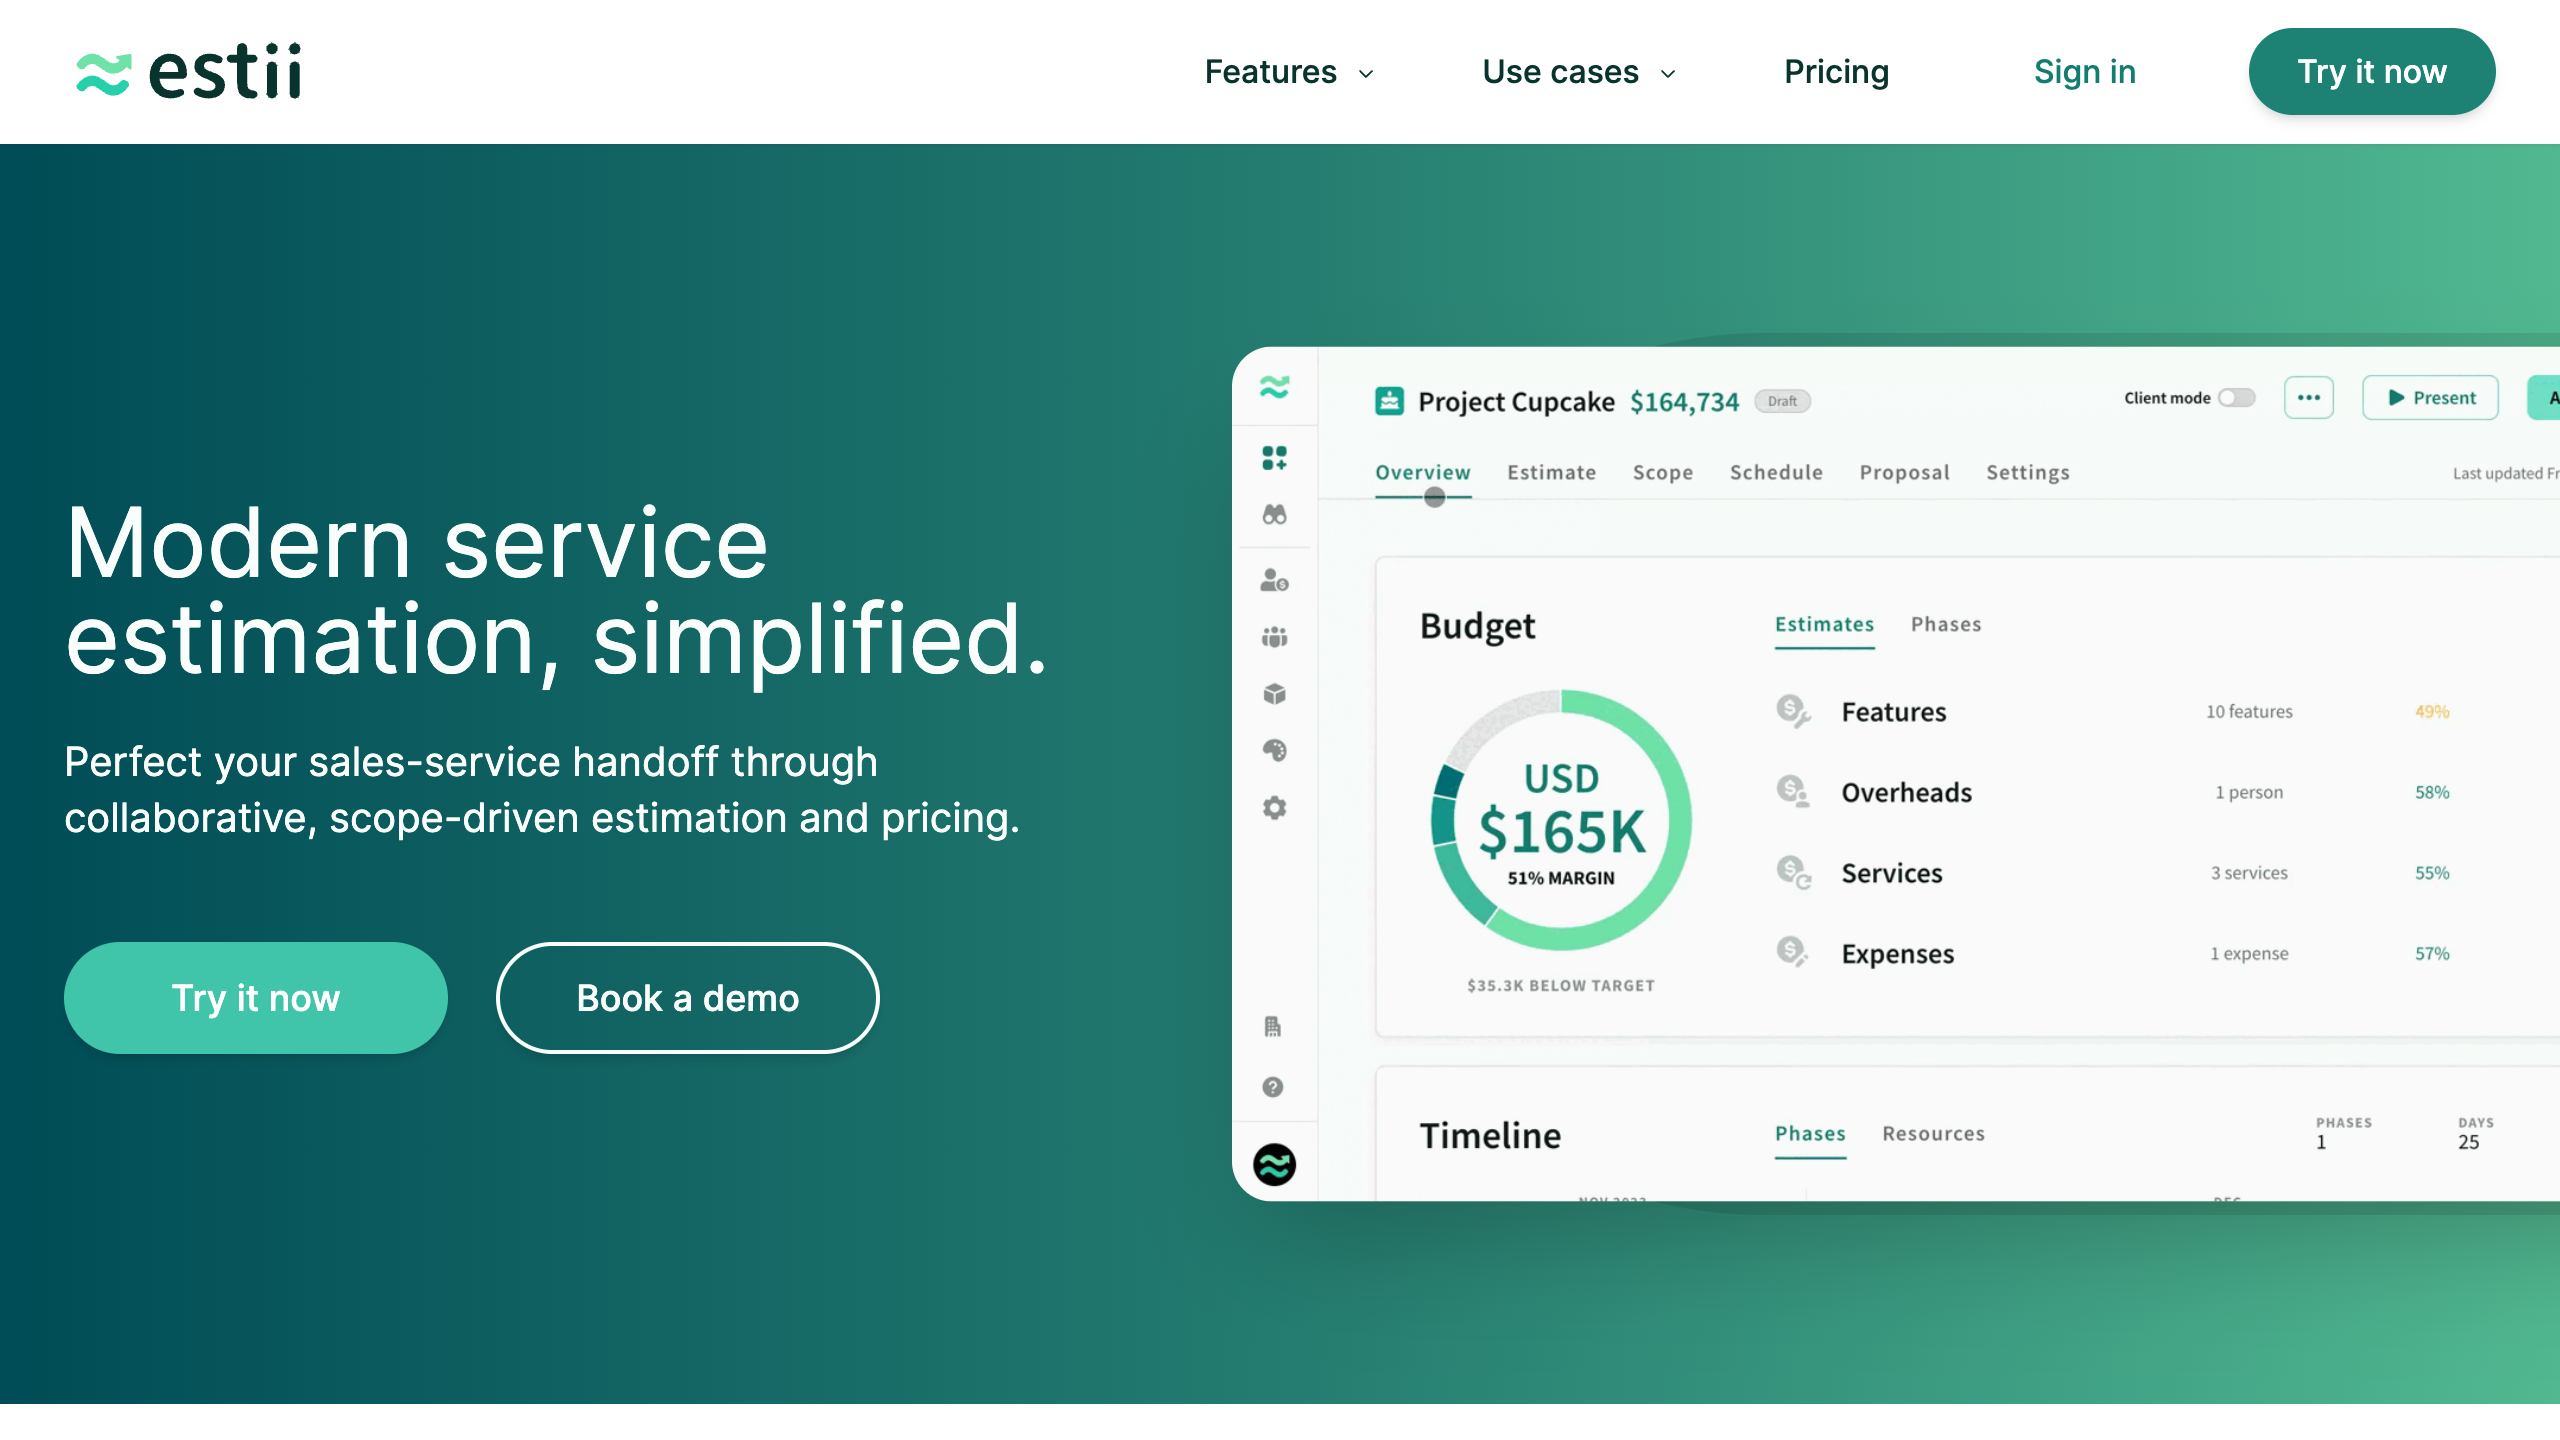 estii
Features
Use cases
Pricing
Sign in
Try it now
Modern service
estimation, simplified.
Perfect your sales-service handoff through
collaborative, scope-driven estimation and pricing.
Try it now
Book a demo
Project Cupcake $164,734 Draft
Client mode
Present
Overview Estimate Scope Schedule Proposal Settings
Last updated
Budget
Estimates Phases
USD
$165K
51% MARGIN
$35.3K BELOW TARGET
Features 10 features 49%
Overheads 1 person 58%
Services 3 services 55%
Expenses 1 expense 57%
Timeline
Phases Resources
PHASES
1
DAYS
25